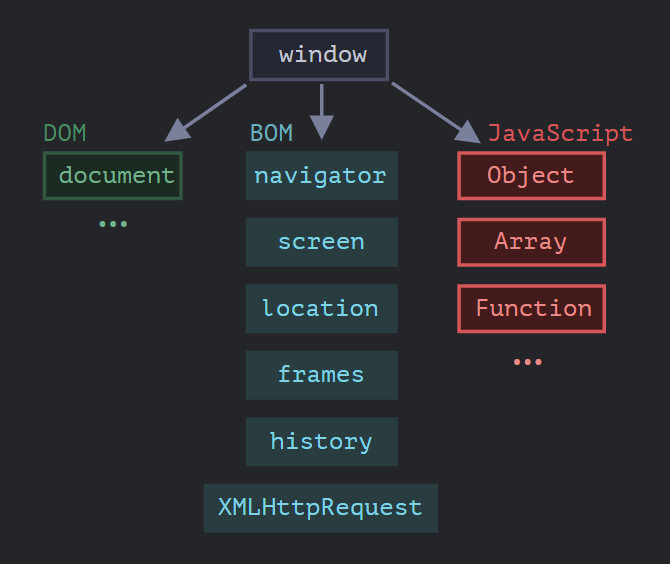 window
DOM
document
...
BOM
navigator
screen
location
frames
history
XMLHttpRequest
JavaScript
Object
Array
Function
...